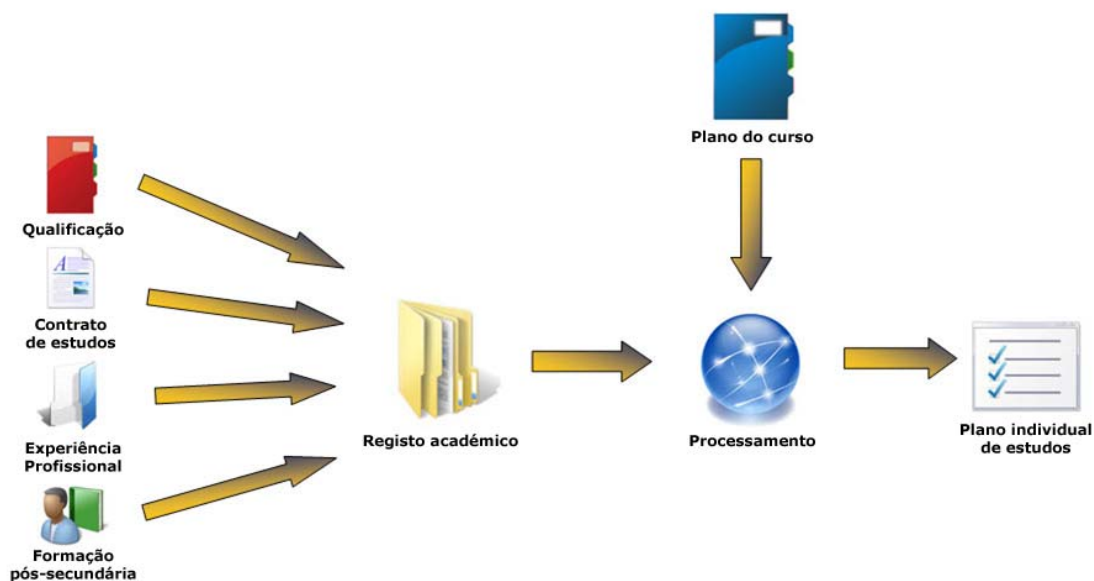 Plano do curso
Qualificação
Contrato
de estudos
Experiência
Profissional
Formação
pós-secundária
Registo académico
Processamento
Plano individual
de estudos